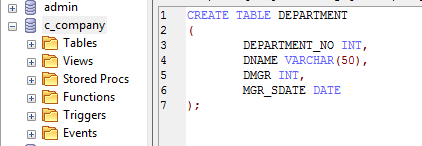 admin
c_company
Tables
Views
Stored Procs
Functions
Triggers
Events
1 CREATE TABLE DEPARTMENT
2 (
3 DEPARTMENT_NO INT,
4 DNAME VARCHAR(50),
5 DMGR INT,
6 MGR_SDATE DATE
7 );